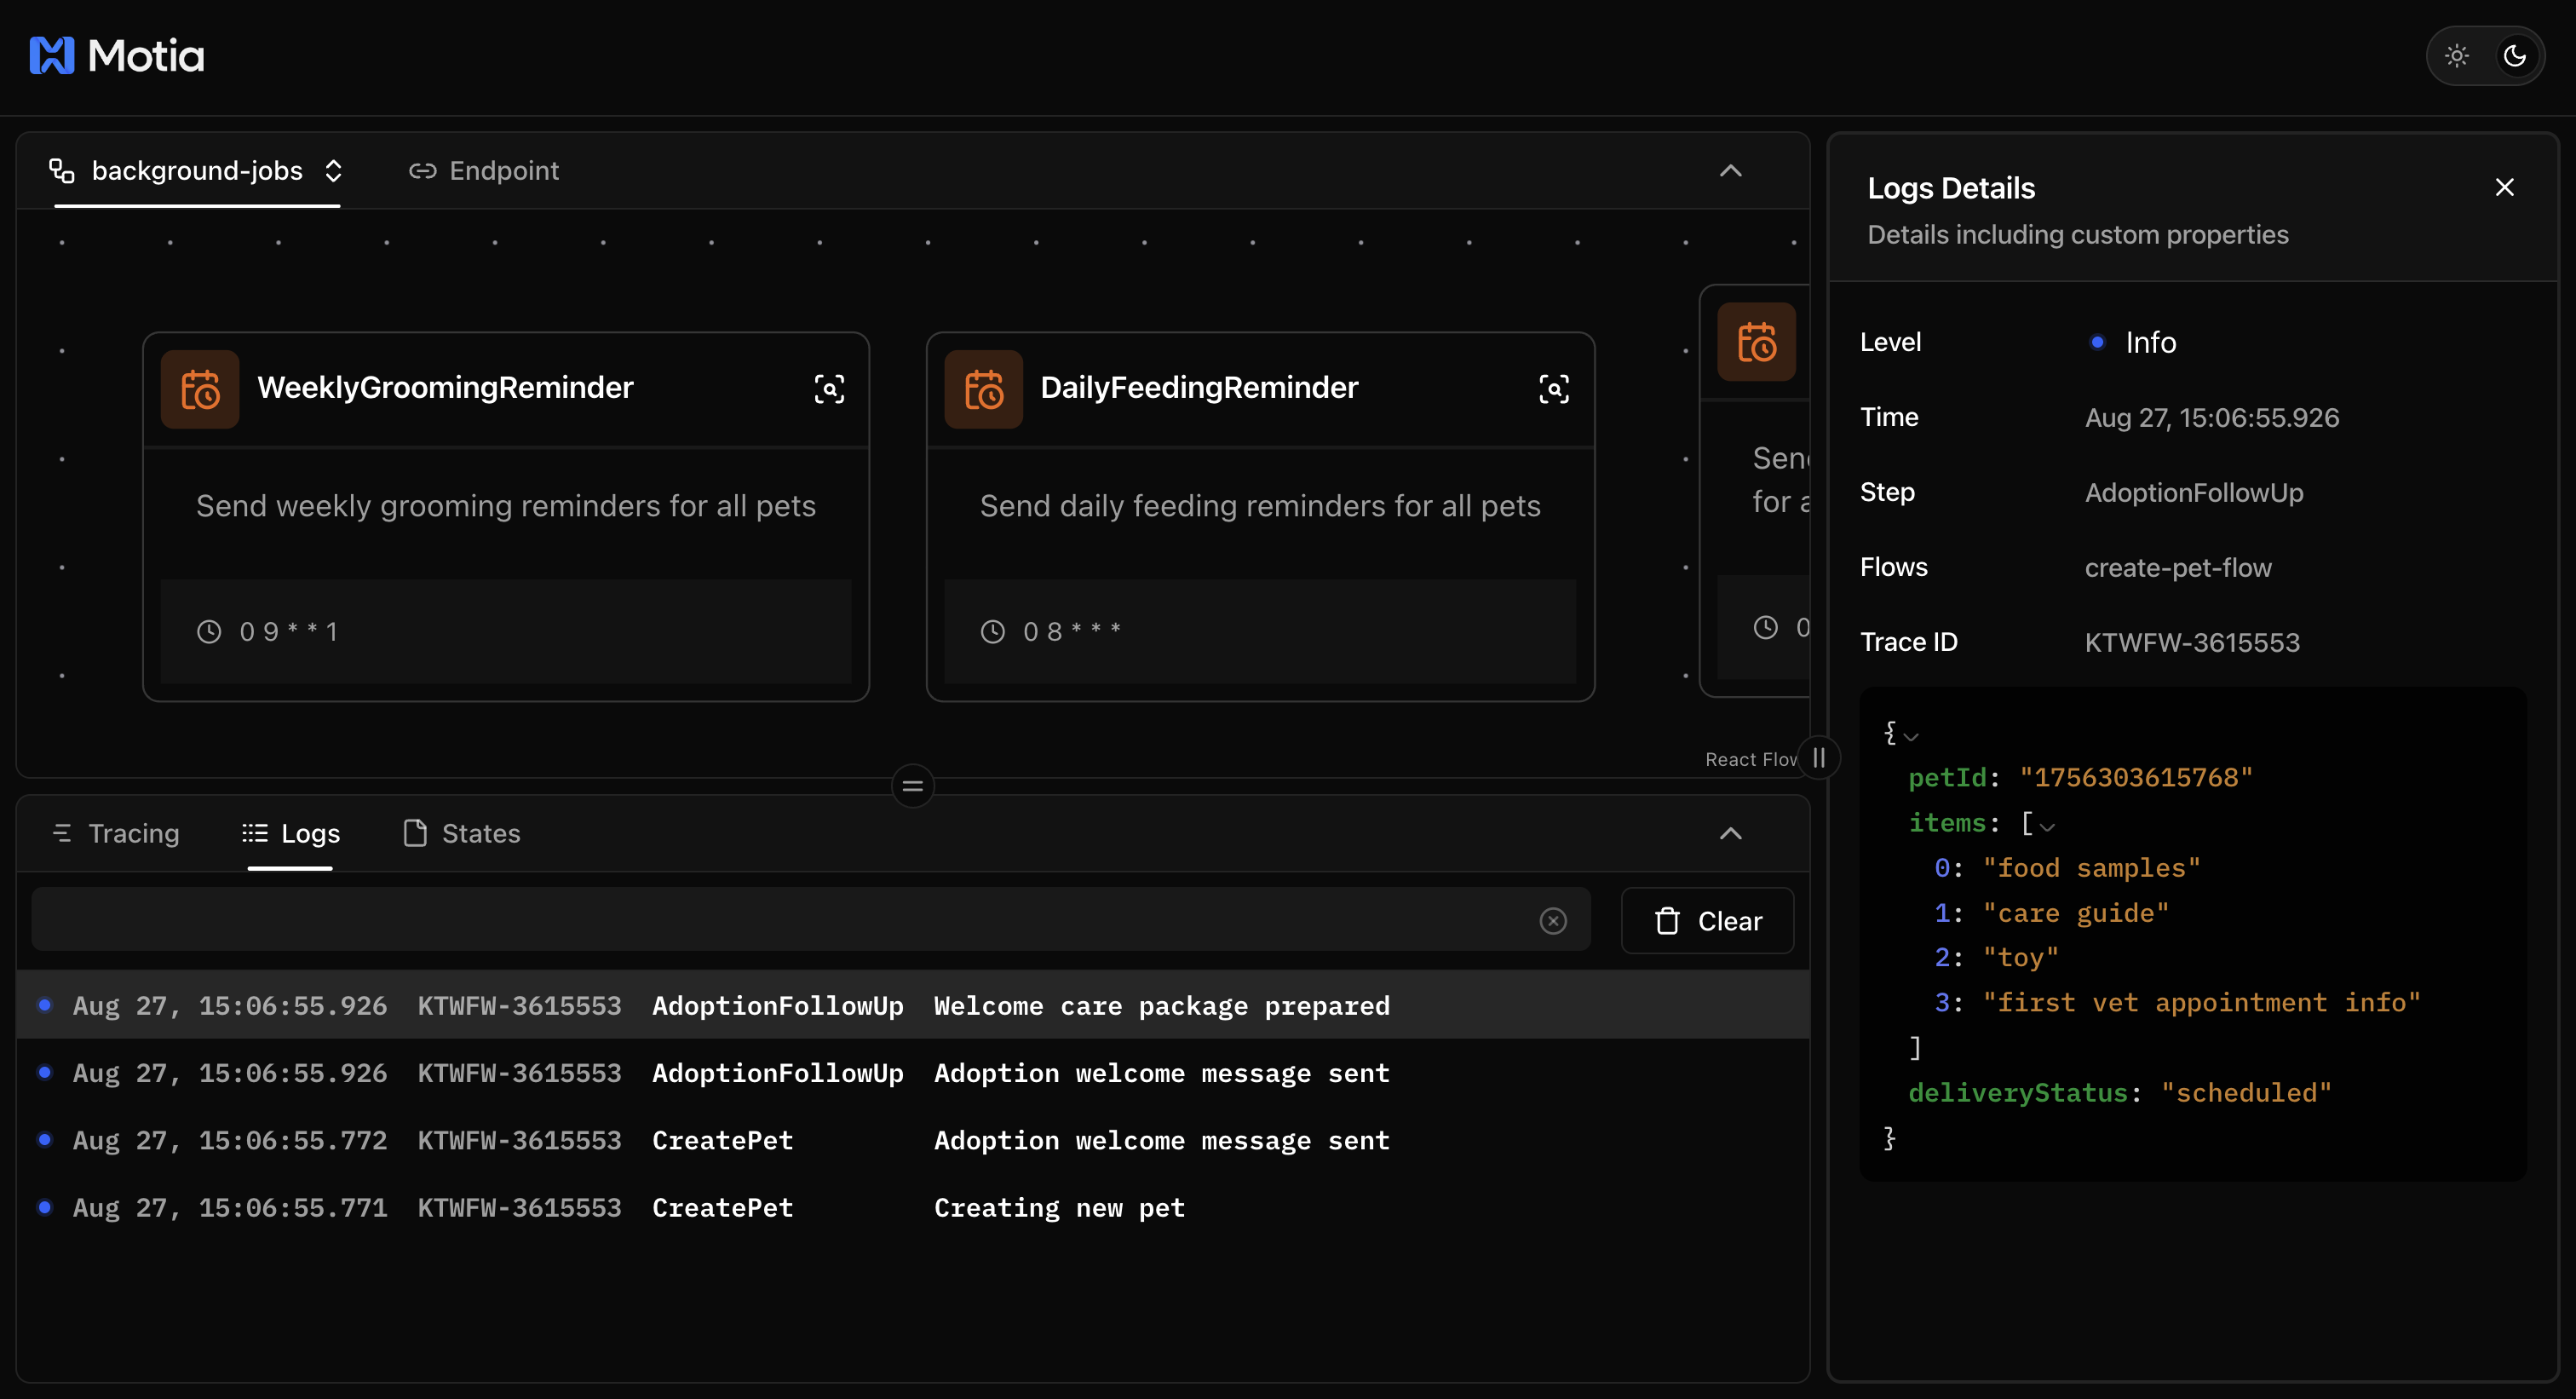 Motia
background-jobs
Endpoint
WeeklyGroomingReminder
Send weekly grooming reminders for all pets
0 9 * * 1
DailyFeedingReminder
Send daily feeding reminders for all pets
0 8 * * *
for
0
React Flow
Tracing
Logs
States
Clear
Aug 27, 15:06:55.926 KTWFW-3615553 AdoptionFollowUp Welcome care package prepared
Aug 27, 15:06:55.926 KTWFW-3615553 AdoptionFollowUp Adoption welcome message sent
Aug 27, 15:06:55.772 KTWFW-3615553 CreatePet Adoption welcome message sent
Aug 27, 15:06:55.771 KTWFW-3615553 CreatePet Creating new pet
Logs Details
Details including custom properties
Level Info
Time Aug 27, 15:06:55.926
Step AdoptionFollowUp
Flows create-pet-flow
Trace ID KTWFW-3615553
{
petId: "1756303615768"
items: [
0: "food samples"
1: "care guide"
2: "toy"
3: "first vet appointment info"
]
deliveryStatus: "scheduled"
}